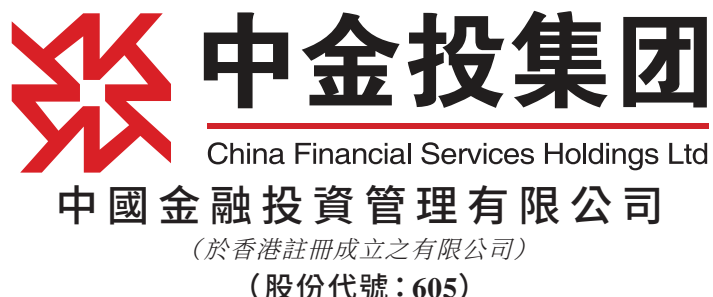 中金投集团
China Financial Services Holdings Ltd
中國金融投資管理有限公司
（於香港註冊成立之有限公司）
（股份代號：605）